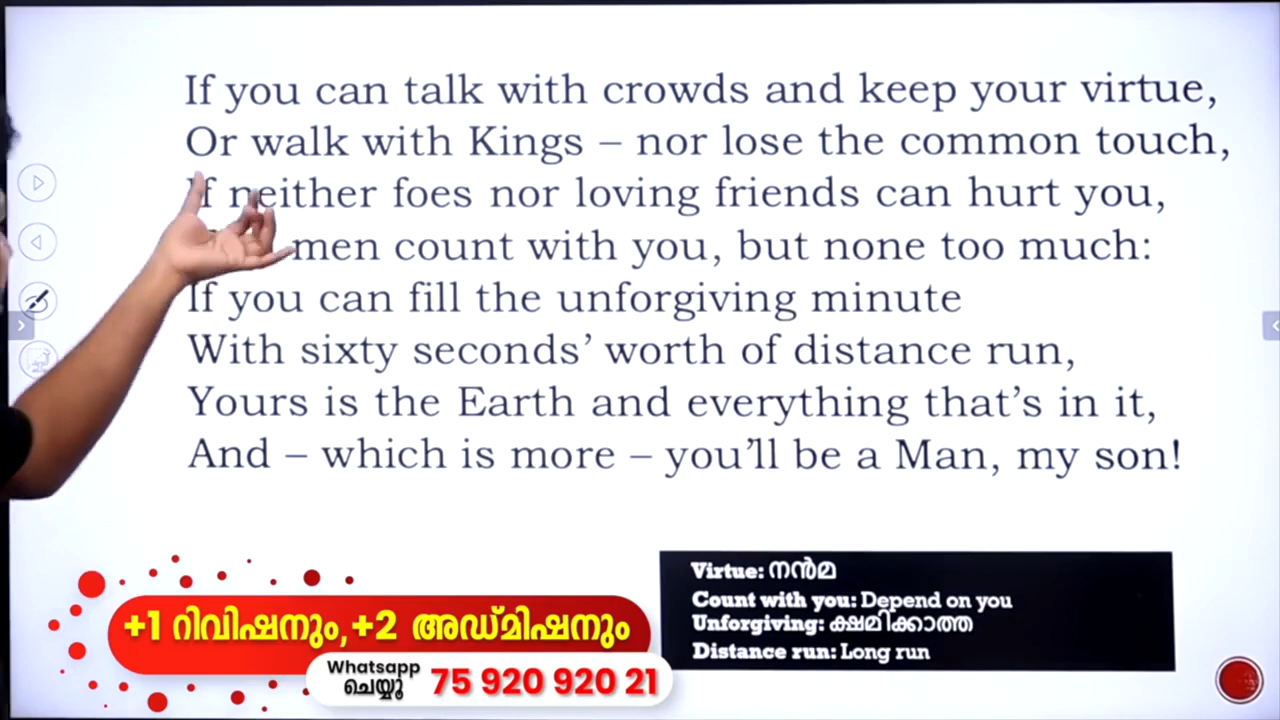 If you can talk with crowds and keep your virtue,
Or walk with Kings – nor lose the common touch,
If neither foes nor loving friends can hurt you,
men count with you, but none too much:
If you can fill the unforgiving minute
With sixty seconds’ worth of distance run,
Yours is the Earth and everything that’s in it,
And – which is more – you’ll be a Man, my son!
Virtue: നൻമ
Count with you: Depend on you
Unforgiving: ക്ഷമിക്കാത്ത
Distance run: Long run
+1 റിവിഷനും,+2 അഡ്മിഷനും
Whatsapp
ചെയ്യൂ
75 920 920 21